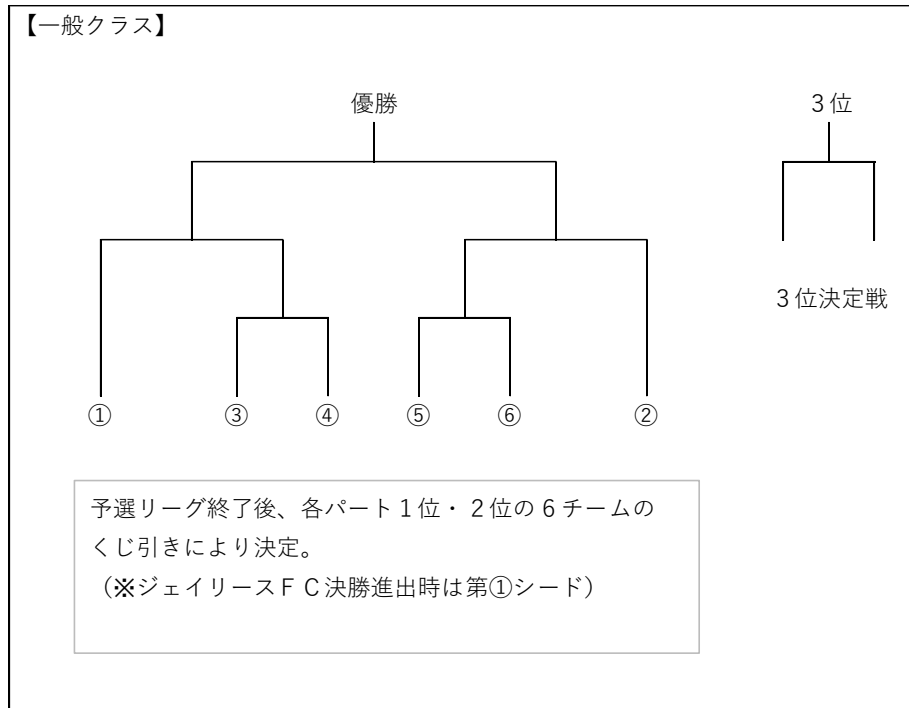 【一般クラス】
優勝
３位
３位決定戦
①
③
④
⑤
⑥
②
予選リーグ終了後、各パート１位・２位の６チームの
くじ引きにより決定。
（※ジェイリースＦＣ決勝進出時は第①シード）